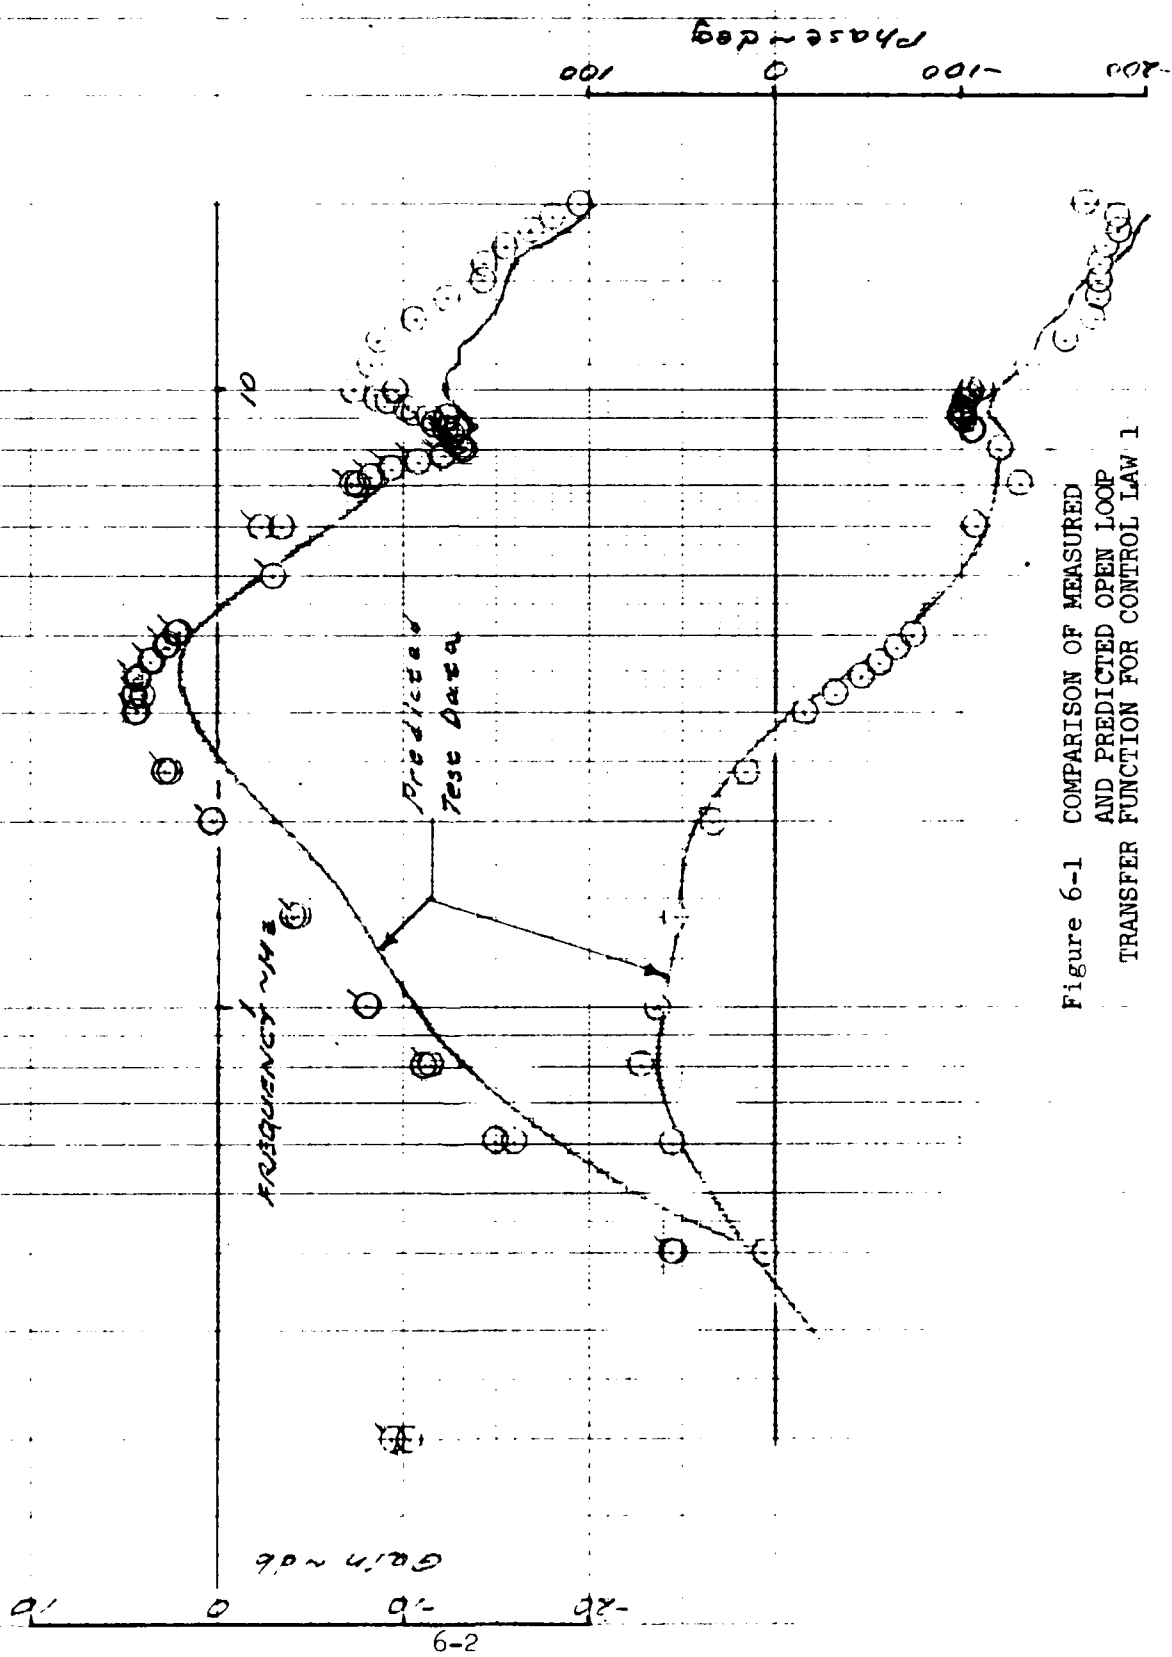 10
0
-10
-20
Gain ~ db
FREQUENCY ~ Hz
1
10
Predicted
Test Data
100
0
-100
-200
Phase ~ deg
Figure 6-1 COMPARISON OF MEASURED
AND PREDICTED OPEN LOOP
TRANSFER FUNCTION FOR CONTROL LAW 1
6-2